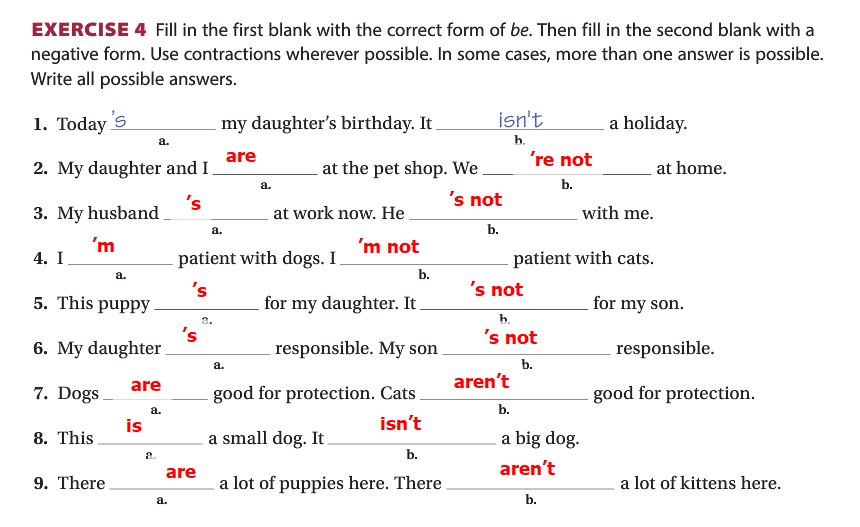 EXERCISE 4 Fill in the first blank with the correct form of be. Then fill in the second blank with a
negative form. Use contractions wherever possible. In some cases, more than one answer is possible.
Write all possible answers.
1. Today 's my daughter's birthday. It isn't a holiday.
a. b.
2. My daughter and I are at the pet shop. We 're not at home.
a. b.
3. My husband 's at work now. He 's not with me.
a. b.
4. I 'm patient with dogs. I 'm not patient with cats.
a. b.
5. This puppy 's for my daughter. It 's not for my son.
a. b.
6. My daughter 's responsible. My son 's not responsible.
a. b.
7. Dogs are good for protection. Cats aren't good for protection.
a. b.
8. This is a small dog. It isn't a big dog.
a. b.
9. There are a lot of puppies here. There aren't a lot of kittens here.
a. b.